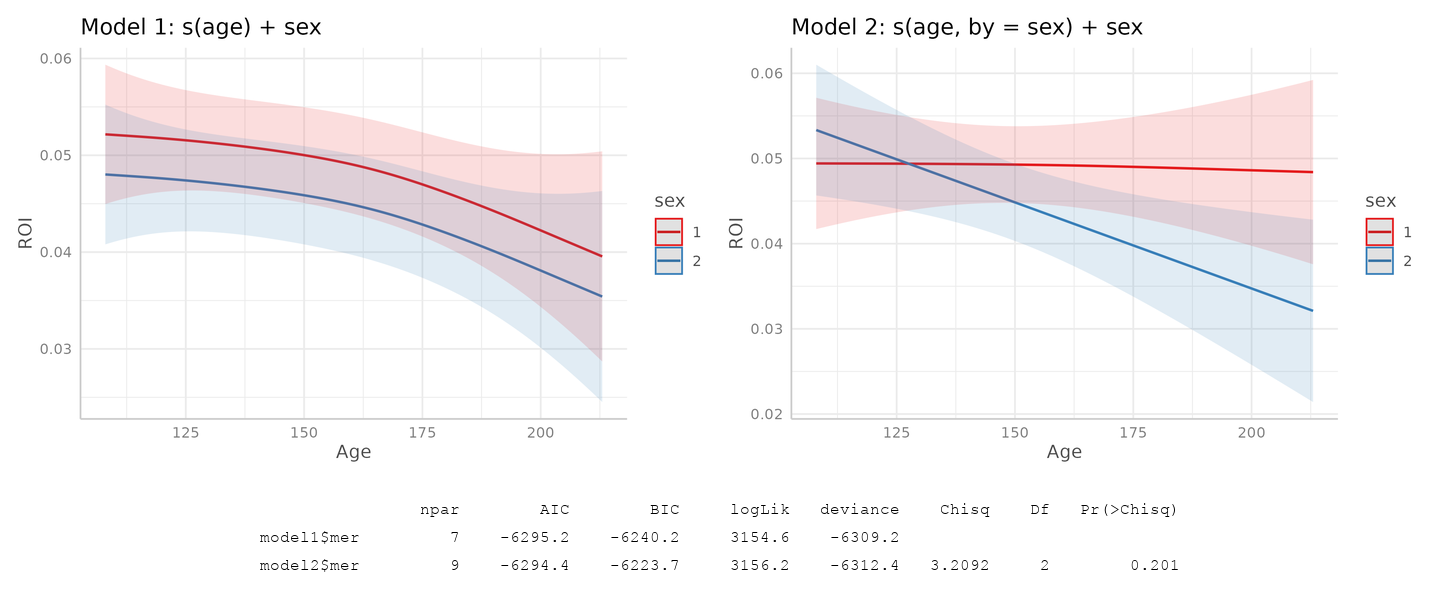 Model 1: s(age) + sex
0.06
0.05
0.04
0.03
ROI
125 150 175 200
Age
sex
1
2
Model 2: s(age, by = sex) + sex
0.06
0.05
0.04
0.03
0.02
ROI
125 150 175 200
Age
sex
1
2
npar AIC BIC logLik deviance Chisq Df Pr(>Chisq)
model1$mer 7 -6295.2 -6240.2 3154.6 -6309.2
model2$mer 9 -6294.4 -6223.7 3156.2 -6312.4 3.2092 2 0.201